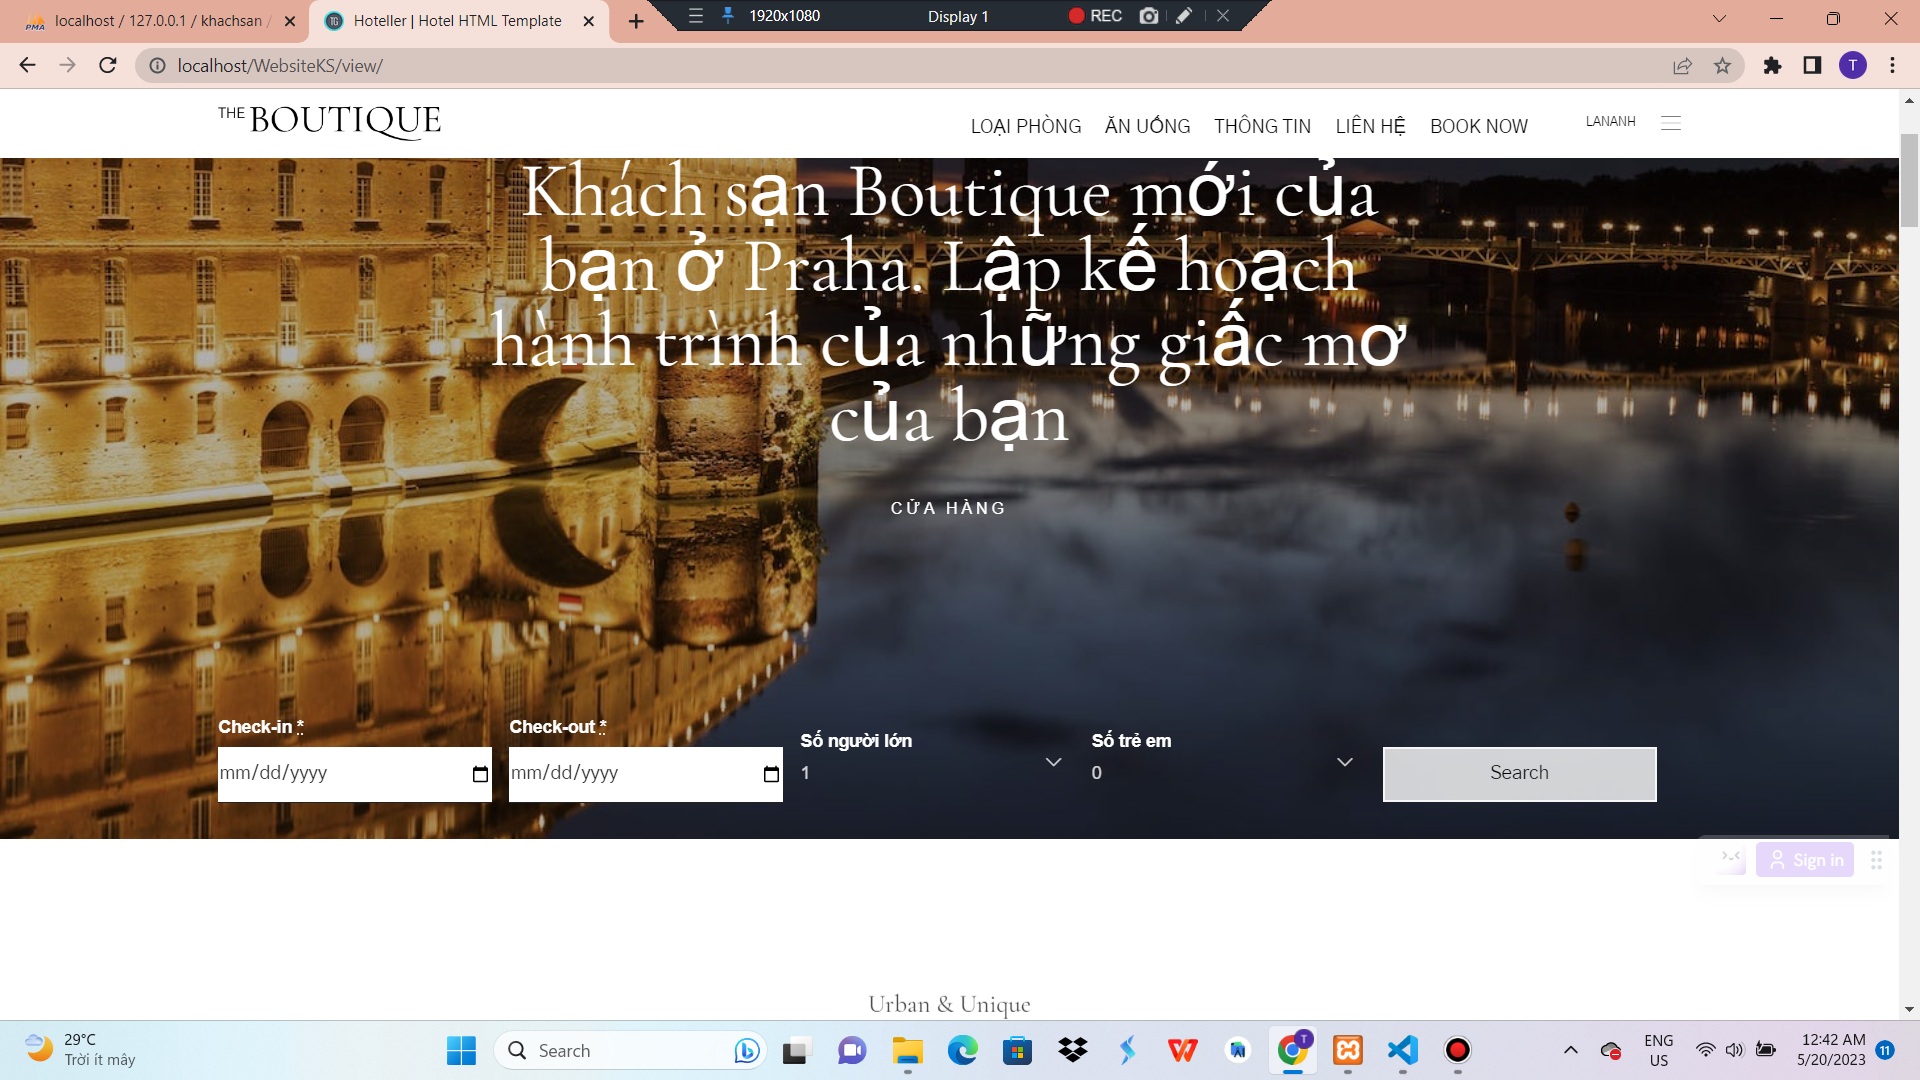 localhost / 127.0.0.1 / khachsan /
Hoteller | Hotel HTML Template
1920x1080
Display 1
REC
localhost/WebsiteKS/view/
T
THE BOUTIQUE
LOẠI PHÒNG
ĂN UỐNG
THÔNG TIN
LIÊN HỆ
BOOK NOW
LANANH
Khách sạn Boutique mới của
bạn ở Praha. Lập kế hoạch
hành trình của những giấc mơ
của bạn
CỬA HÀNG
Check-in *
Check-out *
Số người lớn
Số trẻ em
mm/dd/yyyy
mm/dd/yyyy
1
0
Search
Sign in
Urban & Unique
29°C
Trời ít mây
Search
ENG
US
12:42 AM
5/20/2023
11